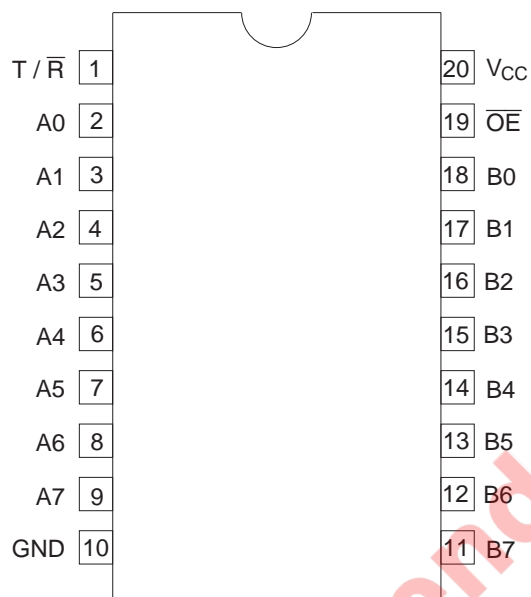 T / R̅ 1 20 VCC
A0 2 19 O̅E̅
A1 3 18 B0
A2 4 17 B1
A3 5 16 B2
A4 6 15 B3
A5 7 14 B4
A6 8 13 B5
A7 9 12 B6
GND 10 11 B7
end